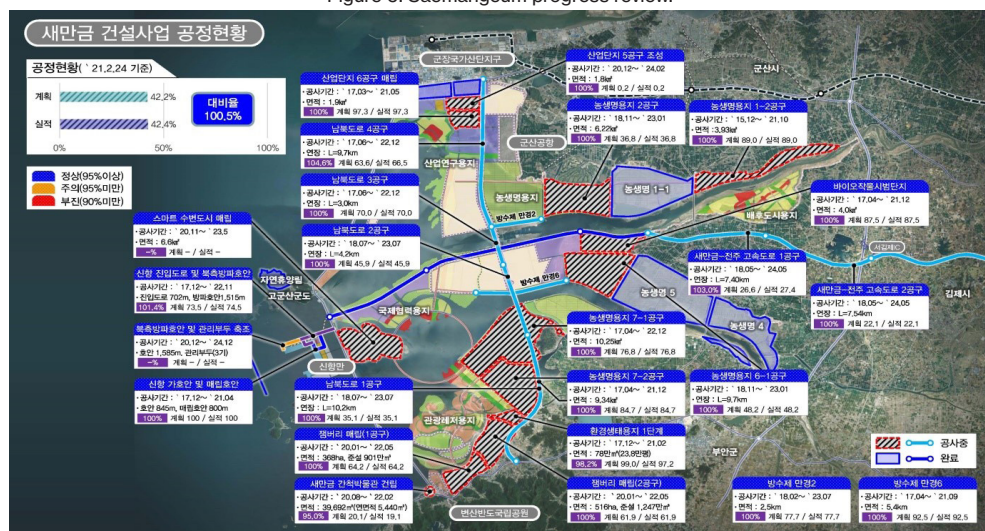 Figure 3. Saemangeum progress review.
새만금 건설사업 공정현황
공정현황(`21,2,24 기준)
계획
42,2%
실적
42,4%
0%
50%
100%
대비율
100,5%
정상(95%이상)
주의(95%미만)
부진(90%미만)
산업단지 6공구 매립
·공사기간 : `17,03~ `21,05
·면적 : 1,9㎢
100% 계획 97,3 / 실적 97,3
남북도로 4공구
·공사기간 : `17,06~ `22,12
·연장 : L=9,7km
104,6% 계획 63,6/ 실적 66,5
남북도로 3공구
·공사기간 : `17,06~ `22,12
·연장 : L=3,0km
100% 계획 70,0 / 실적 70,0
남북도로 2공구
·공사기간 : `18,07~ `23,07
·연장 : L=4,2km
100% 계획 45,9 / 실적 45,9
스마트 수변도시 매립
·공사기간 : `20,11~ `23,5
·면적 : 6,6㎢
-% 계획 - / 실적 -
신항 진입도로 및 북측방파호안
·공사기간 : `17,12~ `22,11
·진입도로 702m, 방파호안1,515m
101,4% 계획 73,5 / 실적 74,5
북측방파호안 및 관리부두 축조
·공사기간 : `20,12~ `24,12
·호안 1,585m, 관리부두(3기)
-% 계획 - / 실적 -
신항 가호안 및 매립호안
·공사기간 : `17,12~ `21,04
·호안 845m, 매립호안 800m
100% 계획 100 / 실적 100
남북도로 1공구
·공사기간 : `18,07~ `23,07
·연장 : L=10,2km
100% 계획 35,1 / 실적 35,1
잼버리 매립(1공구)
·공사기간 : `20,01~ `22,05
·면적 : 368ha, 준설 901만㎥
100% 계획 64,2 / 실적 64,2
새만금 간척박물관 건립
·공사기간 : `20,08~ `22,02
·면적 : 39,692㎡(연면적 5,440㎡)
95,0% 계획 20,1 / 실적 19,1
산업단지 5공구 조성
·공사기간 : `20,12~ `24,02
·면적 : 1,8㎢
100% 계획 0,2 / 실적 0,2
농생명용지 2공구
·공사기간 : `18,11~ `23,01
·면적 : 6,22㎢
100% 계획 36,8 / 실적 36,8
농생명용지 1-2공구
·공사기간 : `15,12~ `21,10
·면적 : 3,93㎢
100% 계획 89,0 / 실적 89,0
바이오작물시범단지
·공사기간 : `17,04~ `21,12
·면적 : 4,0㎢
100% 계획 87,5 / 실적 87,5
새만금-전주 고속도로 1공구
·공사기간 : `18,05~ `24,05
·연장 : L=7,40km
103,0% 계획 26,6 / 실적 27,4
새만금-전주 고속도로 2공구
·공사기간 : `18,05~ `24,05
·연장 : L=7,54km
100% 계획 22,1 / 실적 22,1
농생명용지 7-1공구
·공사기간 : `17,04~ `22,12
·면적 : 10,25㎢
100% 계획 76,8 / 실적 76,8
농생명용지 7-2공구
·공사기간 : `17,04~ `21,12
·면적 : 9,34㎢
100% 계획 84,7 / 실적 84,7
농생명용지 6-1공구
·공사기간 : `18,11~ `23,01
·연장 : L=9,7km
100% 계획 48,2 / 실적 48,2
환경생태용지 1단계
·공사기간 : `17,12~ `21,02
·면적 : 78만㎡(23,8만평)
98,2% 계획 99,0/ 실적 97,2
잼버리 매립(2공구)
·공사기간 : `20,01~ `22,05
·면적 : 516ha, 준설 1,247만㎥
100% 계획 61,9 / 실적 61,9
방수제 만경2
·공사기간 : `18,02~ `23,07
·면적 : 2,5km
100% 계획 77,7 / 실적 77,7
방수제 만경6
·공사기간 : `17,04~ `21,09
·면적 : 5,4km
100% 계획 92,5 / 실적 92,5
군장국가산단지구
군산시
군산공항
산업연구용지
농생명용지
농생명 1-1
배후도시용지
방수제 만경2
방수제 만경6
서김제IC
김제시
자연휴양림
고군산군도
국제협력용지
농생명 5
농생명 4
신항만
관광레저용지
부안군
변산반도국립공원
공사중
완료